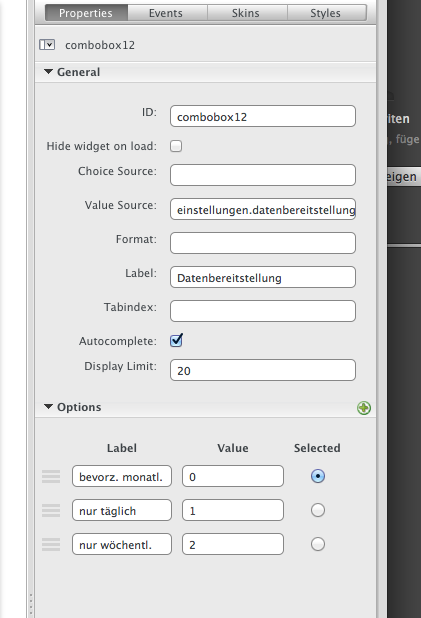 Properties Events Skins Styles
combobox12
General
ID: combobox12
Hide widget on load:
Choice Source:
Value Source: einstellungen.datenbereitstellung
Format:
Label: Datenbereitstellung
Tabindex:
Autocomplete:
Display Limit: 20
Options
Label Value Selected
bevorz. monatl. 0
nur täglich 1
nur wöchentl. 2
iten
, füge
eigen